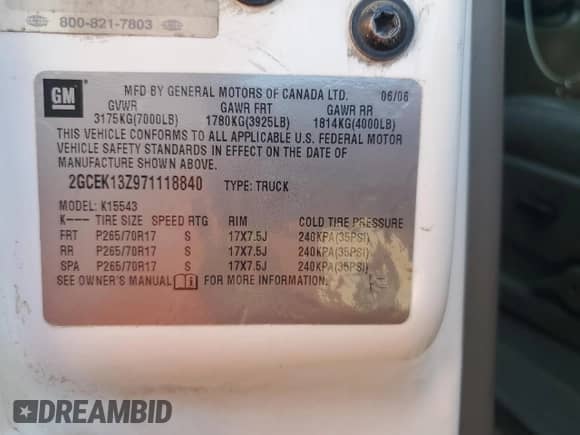 800-821-7803
GM
MFD BY GENERAL MOTORS OF CANADA LTD. 06/06
GVWR GAWR FRT GAWR RR
3175KG(7000LB) 1780KG(3925LB) 1814KG(4000LB)
THIS VEHICLE CONFORMS TO ALL APPLICABLE U.S. FEDERAL MOTOR
VEHICLE SAFETY STANDARDS IN EFFECT ON THE DATE OF
MANUFACTURE SHOWN ABOVE.
2GCEK13Z971118840 TYPE: TRUCK
MODEL: K15543
K--- TIRE SIZE SPEED RTG RIM COLD TIRE PRESSURE
FRT P265/70R17 S 17X7.5J 240KPA(35PSI)
RR P265/70R17 S 17X7.5J 240KPA(35PSI)
SPA P265/70R17 S 17X7.5J 240KPA(35PSI)
SEE OWNER'S MANUAL FOR MORE INFORMATION.
DREAMBID